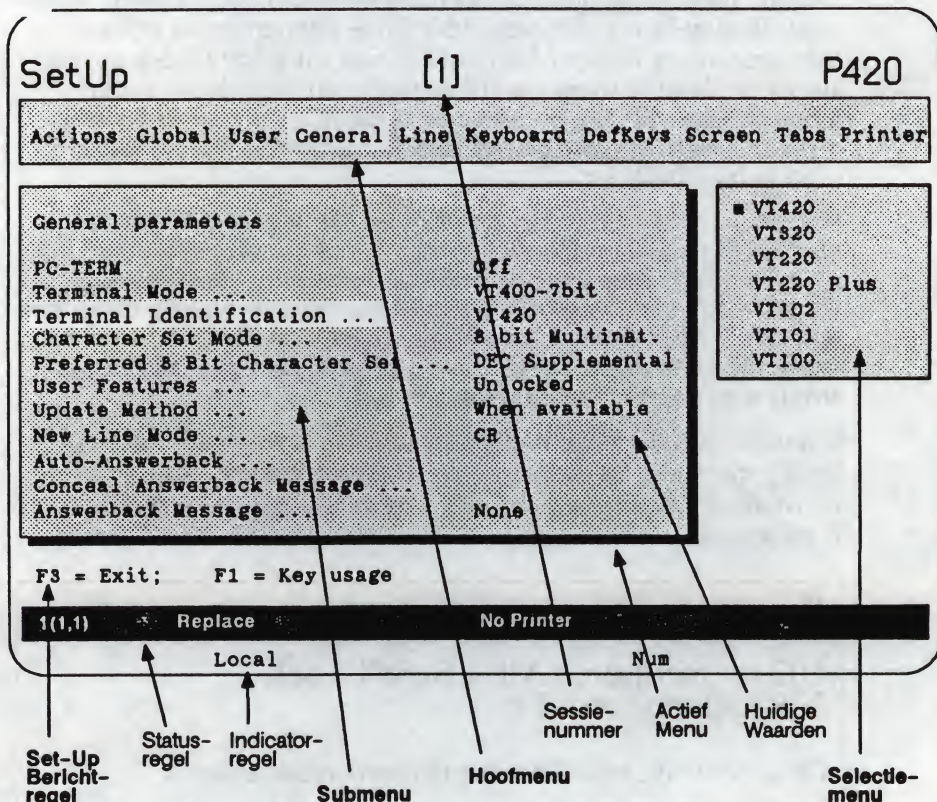 SetUp [1] P420
Actions Global User General Line Keyboard DefKeys Screen Tabs Printer
General parameters
PC-TERM Off
Terminal Mode ... VT400-7bit
Terminal Identification ... VT420
Character Set Mode ... 8 bit Multinat.
Preferred 8 Bit Character Set ... DEC Supplemental
User Features ... Unlocked
Update Method ... When available
New Line Mode ... CR
Auto-Answerback ...
Conceal Answerback Message ...
Answerback Message ... None
■ VT420
VT320
VT220
VT220 Plus
VT102
VT101
VT100
F3 = Exit; F1 = Key usage
1(1,1) Replace No Printer
Local Num
Set-Up
Bericht-
regel
Status-
regel
Indicator-
regel
Submenu
Hoofmenu
Sessie-
nummer
Actief
Menu
Huidige
Waarden
Selectie-
menu